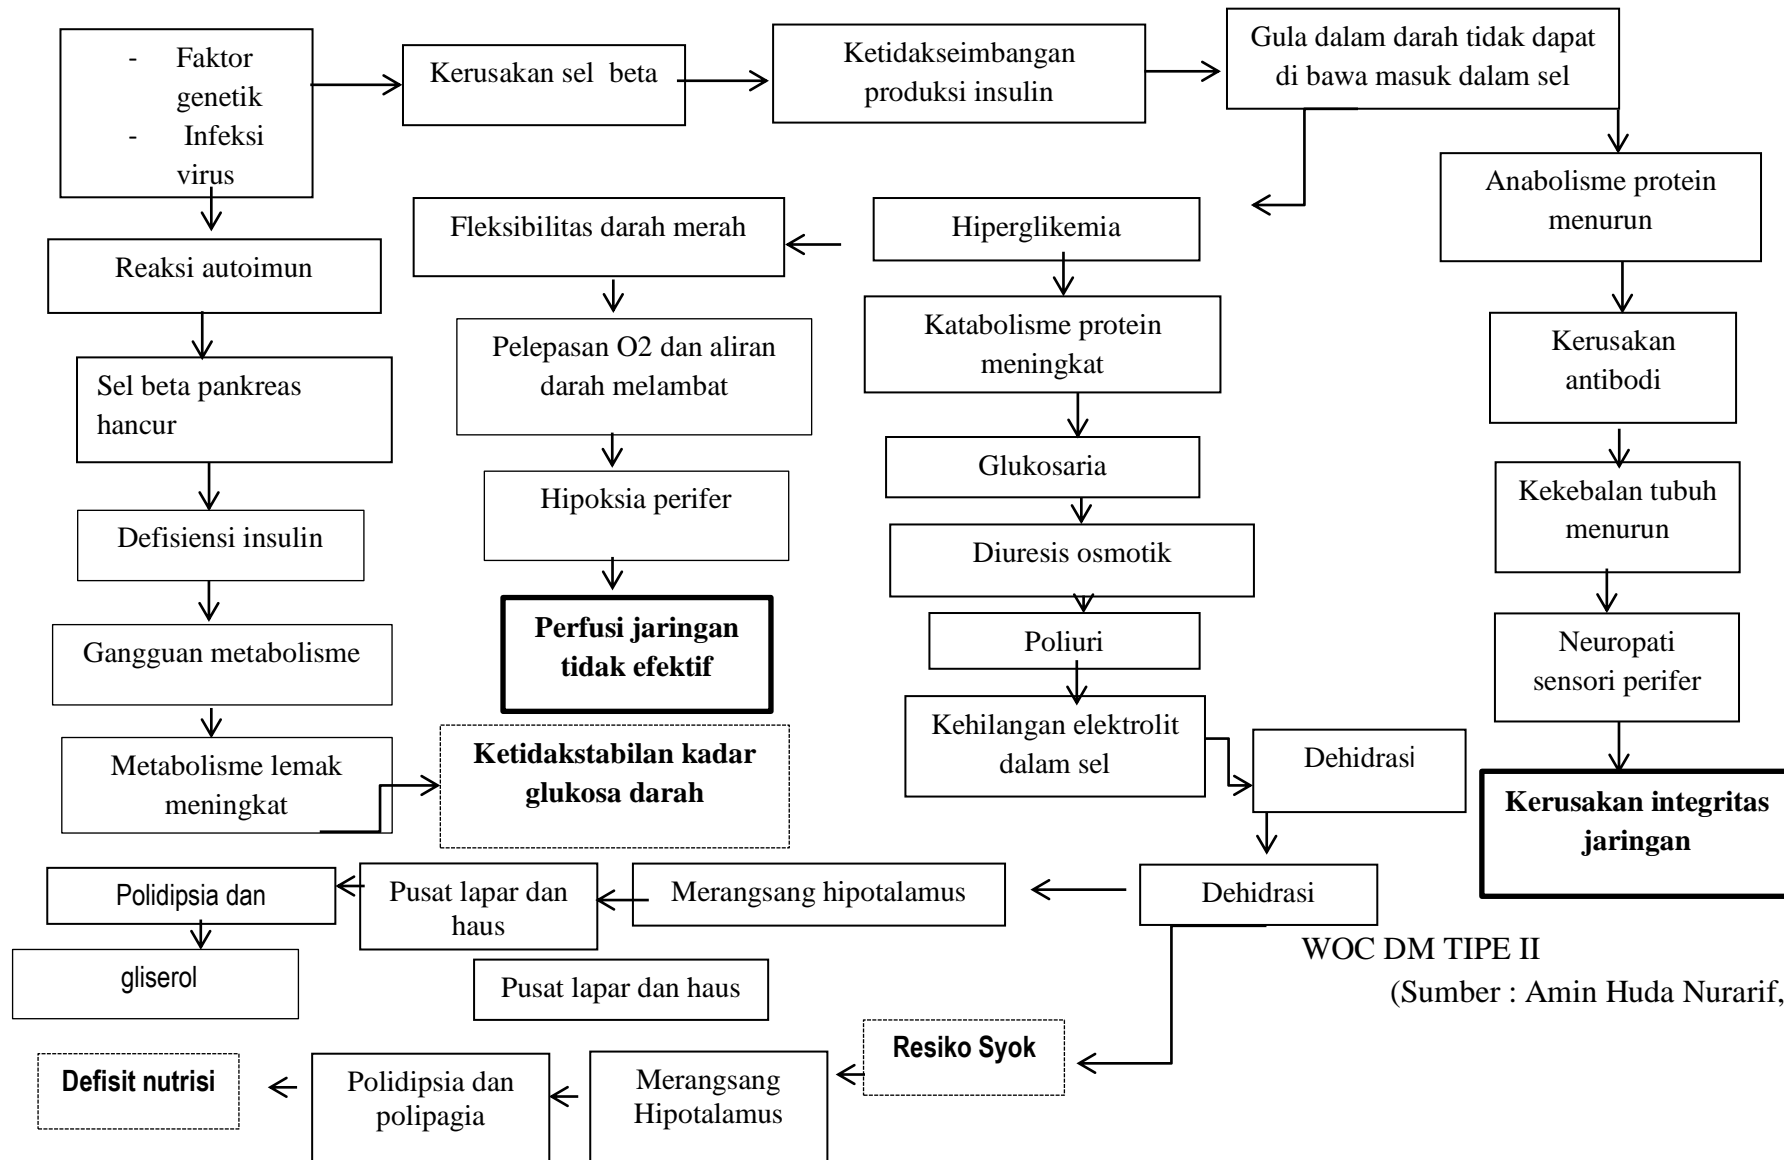 - Faktor
genetik
- Infeksi
virus
Kerusakan sel beta
Ketidakseimbangan
produksi insulin
Gula dalam darah tidak dapat
di bawa masuk dalam sel
Anabolisme protein
menurun
Fleksibilitas darah merah
Hiperglikemia
Reaksi autoimun
Pelepasan O2 dan aliran
darah melambat
Katabolisme protein
meningkat
Kerusakan
antibodi
Sel beta pankreas
hancur
Glukosaria
Hipoksia perifer
Kekebalan tubuh
menurun
Defisiensi insulin
Diuresis osmotik
Perfusi jaringan
tidak efektif
Poliuri
Neuropati
sensori perifer
Gangguan metabolisme
Kehilangan elektrolit
dalam sel
Dehidrasi
Metabolisme lemak
meningkat
Ketidakstabilan kadar
glukosa darah
Kerusakan integritas
jaringan
Polidipsia dan
Pusat lapar dan
haus
Merangsang hipotalamus
Dehidrasi
gliserol
Pusat lapar dan haus
WOC DM TIPE II
(Sumber : Amin Huda Nurarif,
Resiko Syok
Defisit nutrisi
Polidipsia dan
polipagia
Merangsang
Hipotalamus